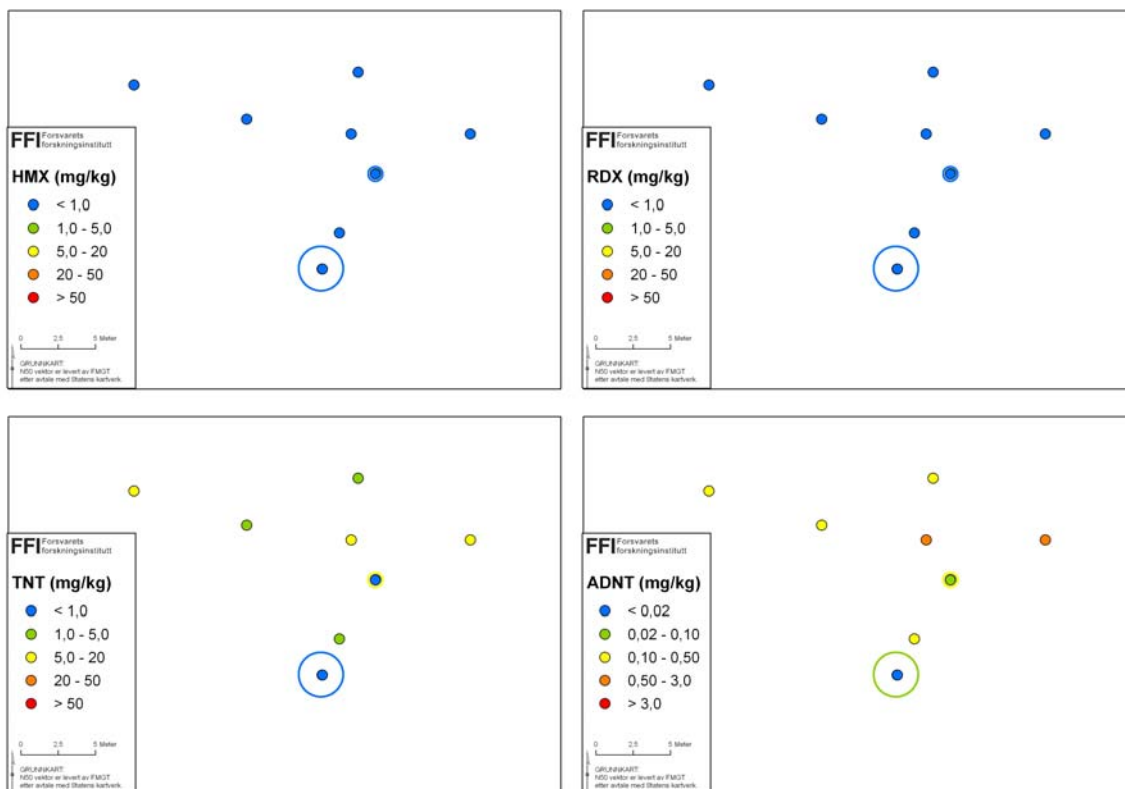 FFI Forsvarets
forskningsinstitutt
HMX (mg/kg)
< 1,0
1,0 - 5,0
5,0 - 20
20 - 50
> 50
0 2,5 5 Meter
GRUNNKART:
N50 vektor er levert av FMGT
etter avtale med Statens kartverk.
FFI Forsvarets
forskningsinstitutt
RDX (mg/kg)
< 1,0
1,0 - 5,0
5,0 - 20
20 - 50
> 50
0 2,5 5 Meter
GRUNNKART:
N50 vektor er levert av FMGT
etter avtale med Statens kartverk.
FFI Forsvarets
forskningsinstitutt
TNT (mg/kg)
< 1,0
1,0 - 5,0
5,0 - 20
20 - 50
> 50
0 2,5 5 Meter
GRUNNKART:
N50 vektor er levert av FMGT
etter avtale med Statens kartverk.
FFI Forsvarets
forskningsinstitutt
ADNT (mg/kg)
< 0,02
0,02 - 0,10
0,10 - 0,50
0,50 - 3,0
> 3,0
0 2,5 5 Meter
GRUNNKART:
N50 vektor er levert av FMGT
etter avtale med Statens kartverk.